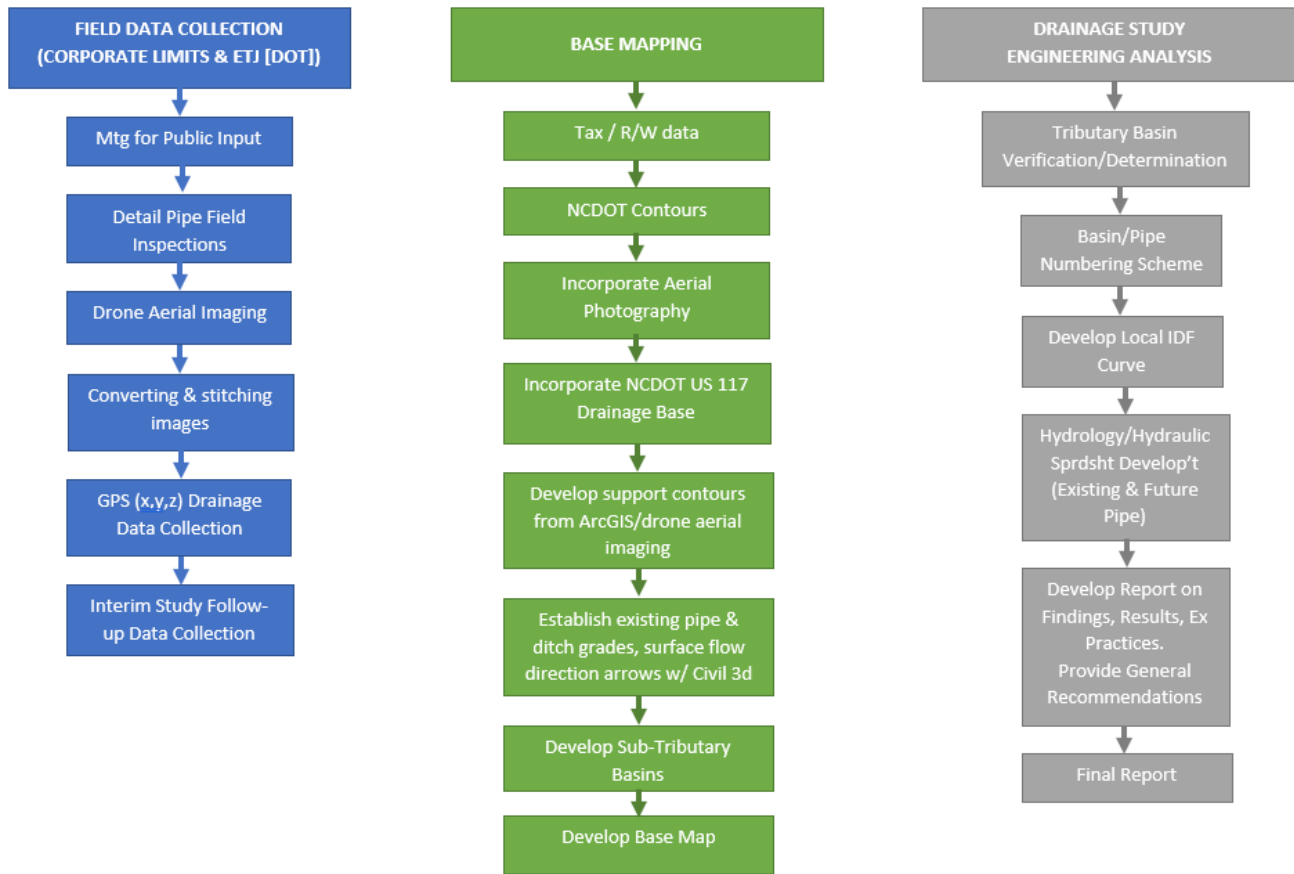 FIELD DATA COLLECTION
(CORPORATE LIMITS & ETJ [DOT])
Mtg for Public Input
Detail Pipe Field
Inspections
Drone Aerial Imaging
Converting & stitching
images
GPS (x,y,z) Drainage
Data Collection
Interim Study Follow-
up Data Collection
BASE MAPPING
Tax / R/W data
NCDOT Contours
Incorporate Aerial
Photography
Incorporate NCDOT US 117
Drainage Base
Develop support contours
from ArcGIS/drone aerial
imaging
Establish existing pipe &
ditch grades, surface flow
direction arrows w/ Civil 3d
Develop Sub-Tributary
Basins
Develop Base Map
DRAINAGE STUDY
ENGINEERING ANALYSIS
Tributary Basin
Verification/Determination
Basin/Pipe
Numbering Scheme
Develop Local IDF
Curve
Hydrology/Hydraulic
Sprdsht Develop’t
(Existing & Future
Pipe)
Develop Report on
Findings, Results, Ex
Practices.
Provide General
Recommendations
Final Report